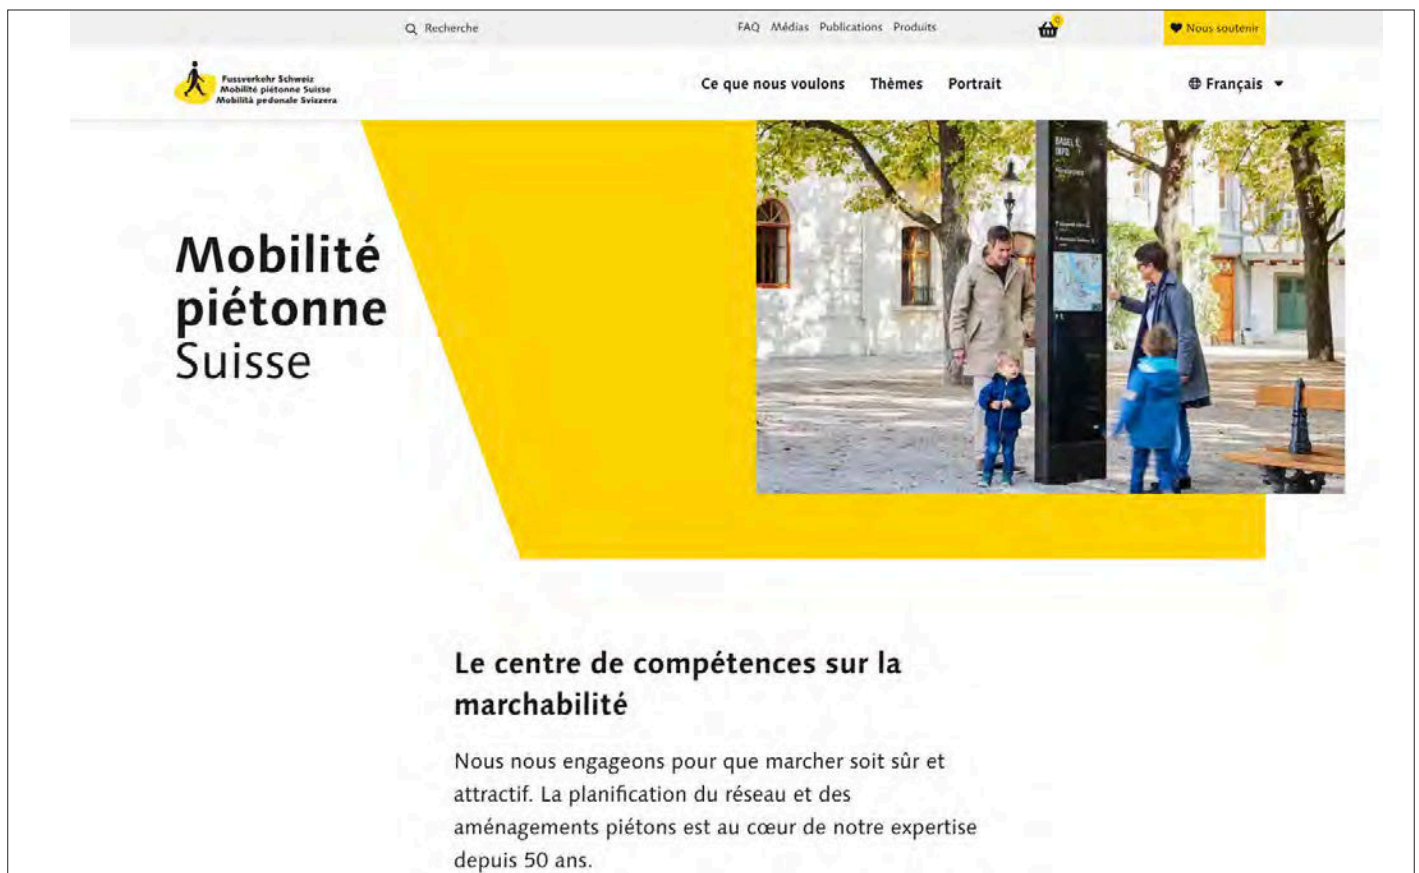 Recherche
FAQ Médias Publications Produits
0
Nous soutenir
Fussverkehr Schweiz
Mobilité piétonne Suisse
Mobilità pedonale Svizzera
Ce que nous voulons Thèmes Portrait
Français
BASEL
INFO
Mobilité
piétonne
Suisse
Le centre de compétences sur la
marchabilité
Nous nous engageons pour que marcher soit sûr et
attractif. La planification du réseau et des
aménagements piétons est au cœur de notre expertise
depuis 50 ans.